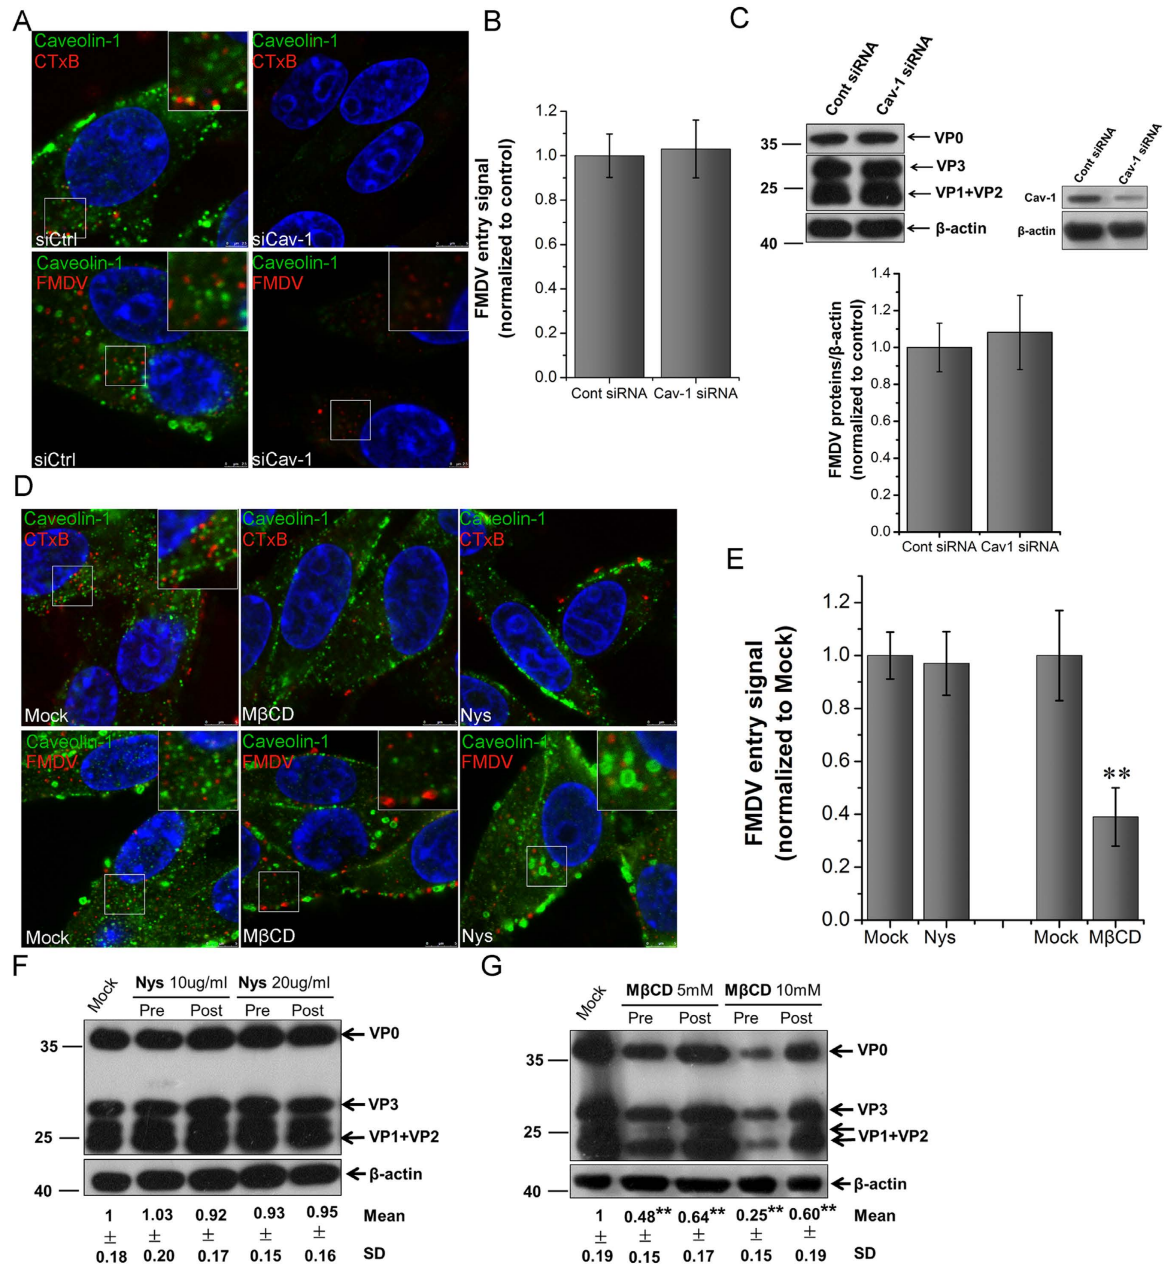 A
Caveolin-1
CTxB
siCtrl
siCav-1
Caveolin-1
FMDV
siCtrl
Caveolin-1
FMDV
siCav-1
Caveolin-1
CTxB
B
FMDV entry signal
(normalized to control)
1.2
1.0
0.8
0.6
0.4
0.2
0.0
Cont siRNA
Cav-1 siRNA
C
Cont siRNA
Cav-1 siRNA
35
25
40
VP0
VP3
VP1+VP2
β-actin
Cont siRNA
Cav-1 siRNA
Cav-1
β-actin
FMDV proteins/β-actin
(normalized to control)
1.4
1.2
1.0
0.8
0.6
0.4
0.2
0.0
Cont siRNA
Cav1 siRNA
D
Caveolin-1
CTxB
Mock
Caveolin-1
CTxB
MβCD
Caveolin-1
CTxB
Nys
Caveolin-1
FMDV
Mock
Caveolin-1
FMDV
MβCD
Caveolin-1
FMDV
Nys
E
FMDV entry signal
(normalized to Mock)
1.2
1.0
0.8
0.6
0.4
0.2
0.0
**
Mock
Nys
Mock
MβCD
F
Mock
Nys 10ug/ml
Nys 20ug/ml
Pre
Post
Pre
Post
35
25
40
VP0
VP3
VP1+VP2
β-actin
1 1.03 0.92 0.93 0.95 Mean
± ± ± ± ±
0.18 0.20 0.17 0.15 0.16 SD
G
Mock
MβCD 5mM
MβCD 10mM
Pre
Post
Pre
Post
35
25
40
VP0
VP3
VP1+VP2
β-actin
1 0.48** 0.64** 0.25** 0.60** Mean
± ± ± ± ±
0.19 0.15 0.17 0.15 0.19 SD